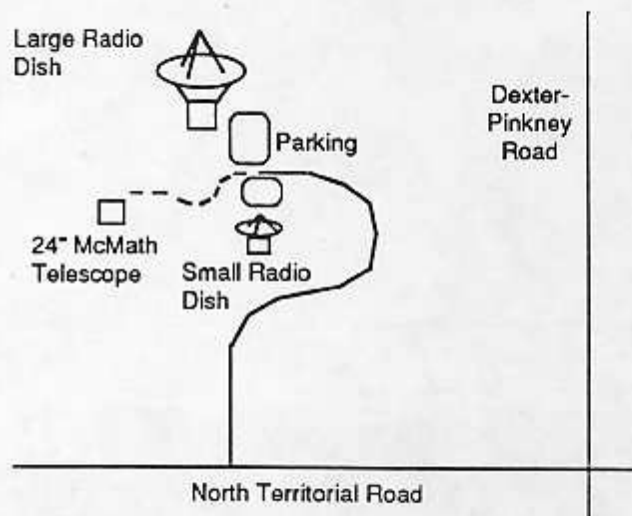 Large Radio
Dish
Dexter-
Pinkney
Road
Parking
24" McMath
Telescope
Small Radio
Dish
North Territorial Road